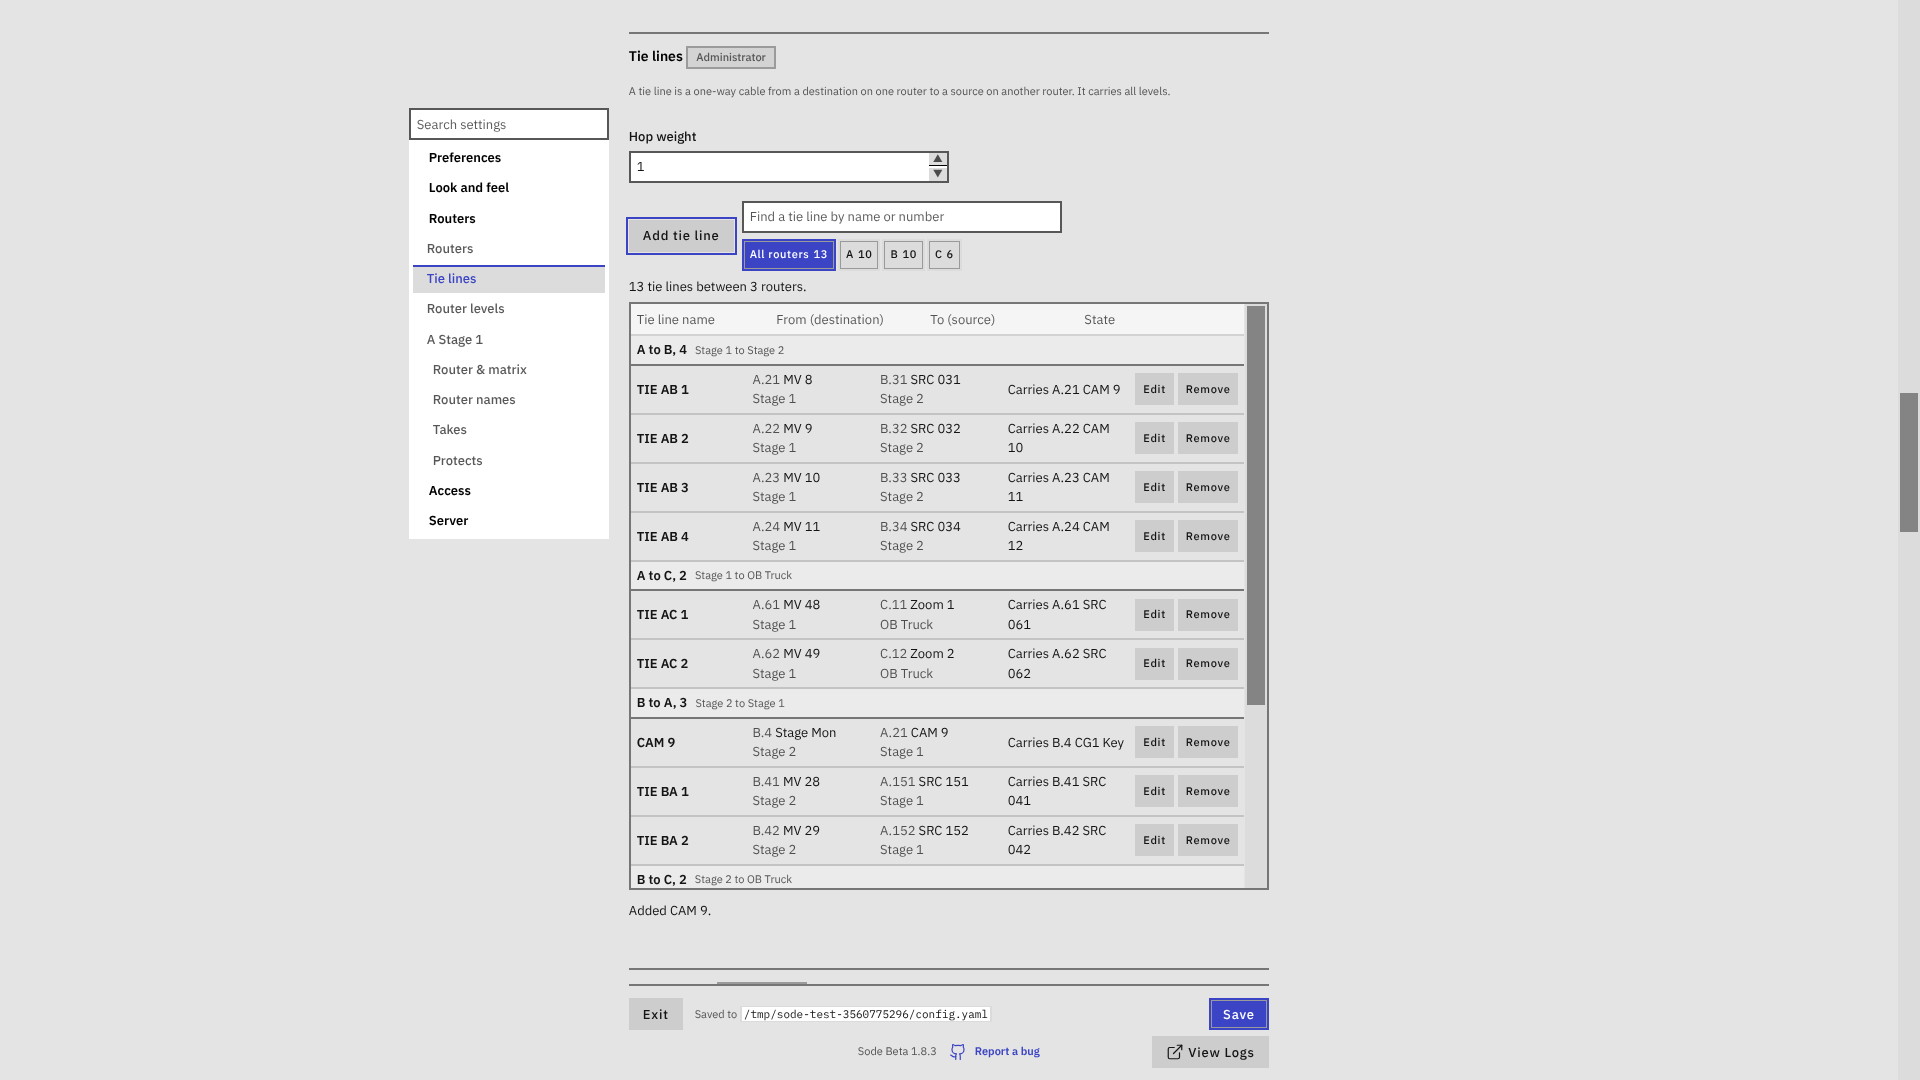 Tie lines Administrator
A tie line is a one-way cable from a destination on one router to a source on another router. It carries all levels.
Search settings
Preferences
Look and feel
Routers
Routers
Tie lines
Router levels
A Stage 1
Router & matrix
Router names
Takes
Protects
Access
Server
Hop weight
1
Add tie line
Find a tie line by name or number
All routers 13 A 10 B 10 C 6
13 tie lines between 3 routers.
Tie line name From (destination) To (source) State
A to B, 4 Stage 1 to Stage 2
TIE AB 1 A.21 MV 8 Stage 1 B.31 SRC 031 Stage 2 Carries A.21 CAM 9 Edit Remove
TIE AB 2 A.22 MV 9 Stage 1 B.32 SRC 032 Stage 2 Carries A.22 CAM 10 Edit Remove
TIE AB 3 A.23 MV 10 Stage 1 B.33 SRC 033 Stage 2 Carries A.23 CAM 11 Edit Remove
TIE AB 4 A.24 MV 11 Stage 1 B.34 SRC 034 Stage 2 Carries A.24 CAM 12 Edit Remove
A to C, 2 Stage 1 to OB Truck
TIE AC 1 A.61 MV 48 Stage 1 C.11 Zoom 1 OB Truck Carries A.61 SRC 061 Edit Remove
TIE AC 2 A.62 MV 49 Stage 1 C.12 Zoom 2 OB Truck Carries A.62 SRC 062 Edit Remove
B to A, 3 Stage 2 to Stage 1
CAM 9 B.4 Stage Mon Stage 2 A.21 CAM 9 Stage 1 Carries B.4 CG1 Key Edit Remove
TIE BA 1 B.41 MV 28 Stage 2 A.151 SRC 151 Stage 1 Carries B.41 SRC 041 Edit Remove
TIE BA 2 B.42 MV 29 Stage 2 A.152 SRC 152 Stage 1 Carries B.42 SRC 042 Edit Remove
B to C, 2 Stage 2 to OB Truck
Added CAM 9.
Exit Saved to /tmp/sode-test-3560775296/config.yaml Save
Sode Beta 1.8.3 Report a bug View Logs